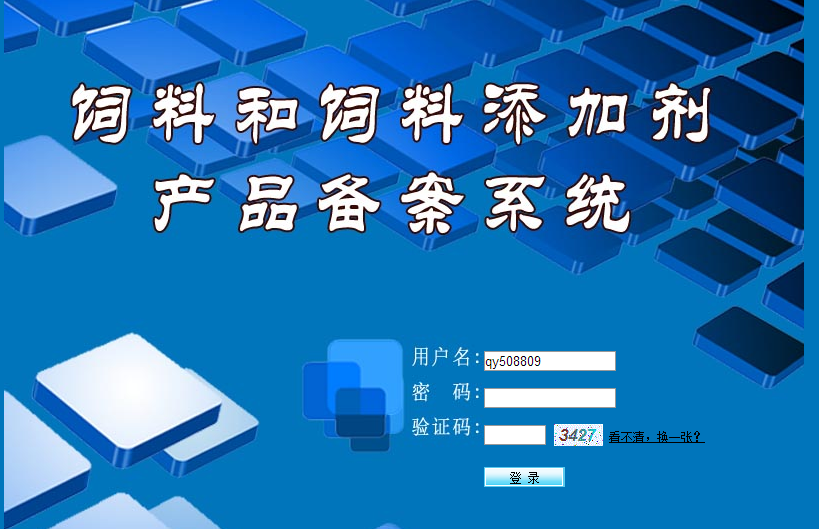 饲料和饲料添加剂
产品备案系统
用户名: qy508809
密 码:
验证码: 3427 看不清，换一张？
登 录